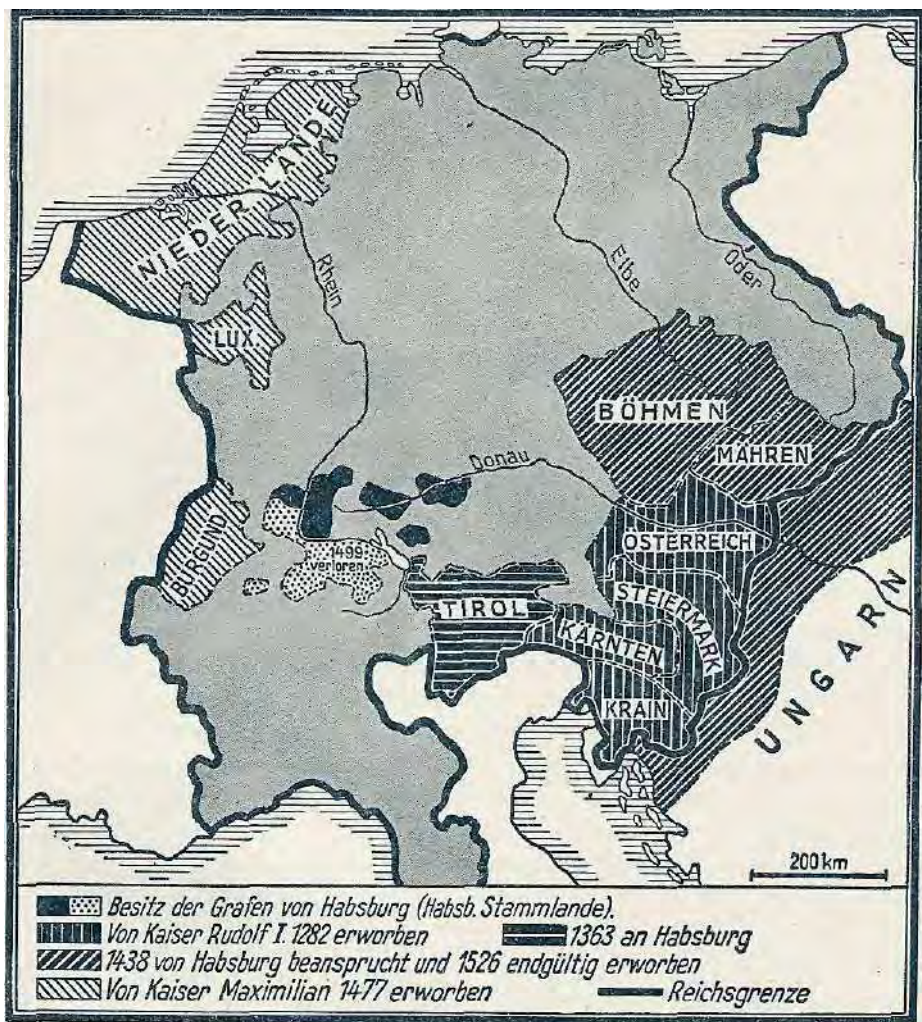 NIEDERLANDE
Rhein
Elbe
Oder
LUX.
BÖHMEN
MÄHREN
Donau
BURGUND
1499
verloren
ÖSTERREICH
TIROL
STEIERMARK
KÄRNTEN
KRAIN
UNGARN
200 km
Besitz der Grafen von Habsburg (Habsb. Stammlande).
Von Kaiser Rudolf I. 1282 erworben 1363 an Habsburg
1438 von Habsburg beansprucht und 1526 endgültig erworben
Von Kaiser Maximilian 1477 erworben Reichsgrenze